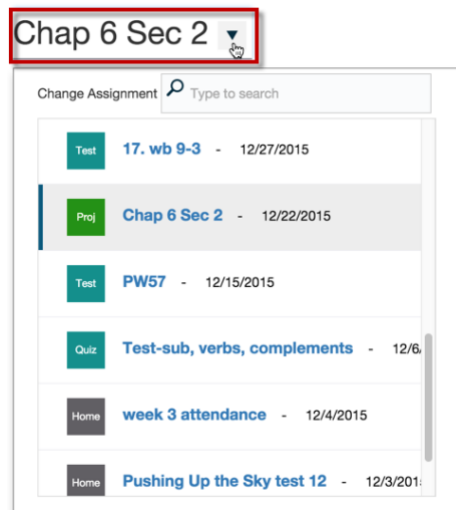 Chap 6 Sec 2
Change Assignment Type to search
Test 17. wb 9-3 - 12/27/2015
Proj Chap 6 Sec 2 - 12/22/2015
Test PW57 - 12/15/2015
Quiz Test-sub, verbs, complements - 12/6/
Home week 3 attendance - 12/4/2015
Home Pushing Up the Sky test 12 - 12/3/201